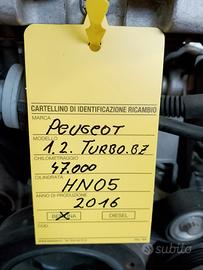 CARTELLINO DI IDENTIFICAZIONE RICAMBIO
MARCA
PEUGEOT
MODELLO
1.2. TURBO.BZ
CHILOMETRAGGIO
47.000
CILINDRATA
HN05
ANNO DI PRODUZIONE
2016
BENZINA DIESEL
COD.
subito